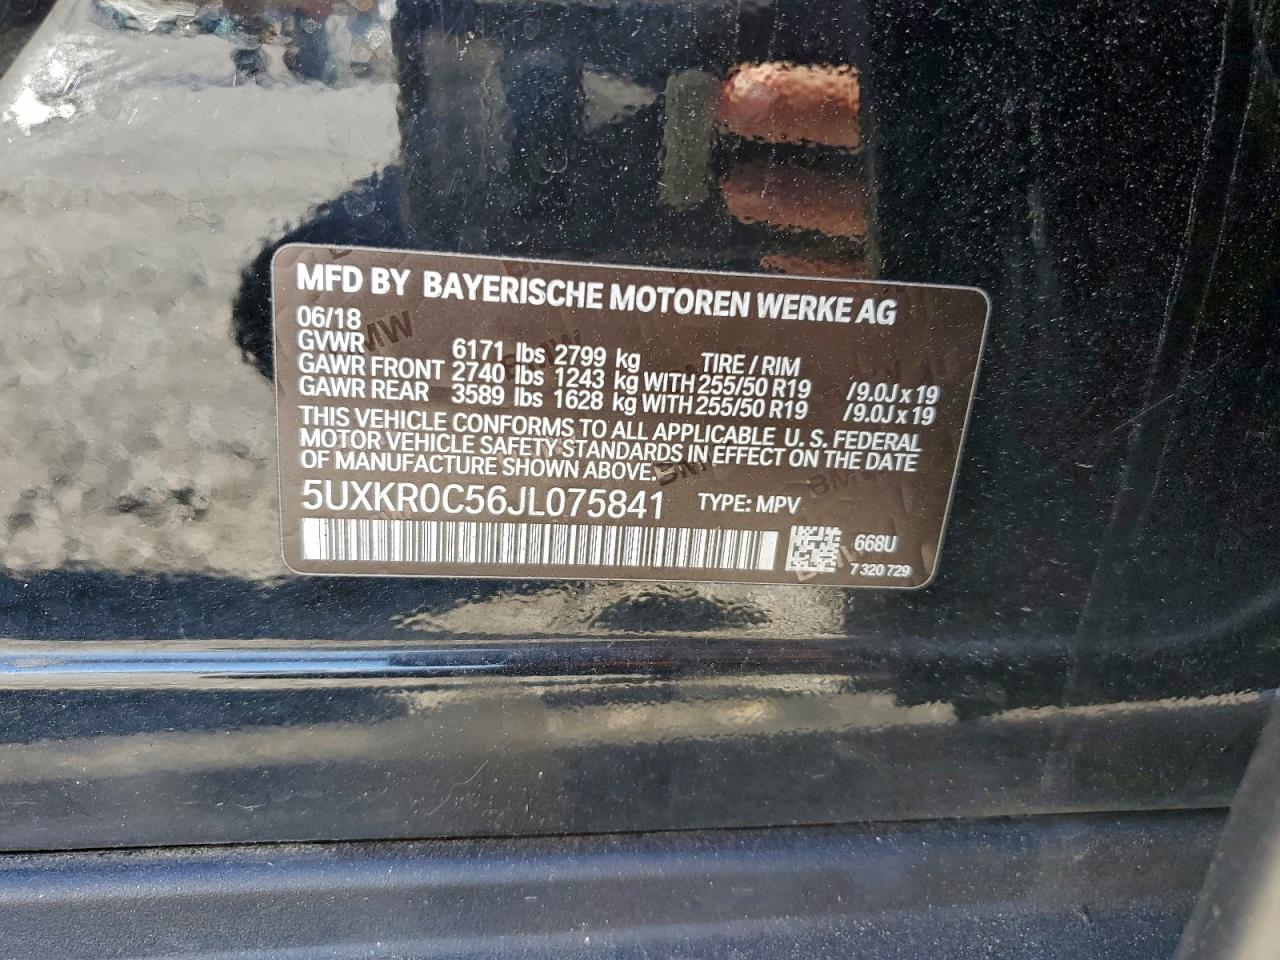 MFD BY BAYERISCHE MOTOREN WERKE AG
06/18
GVWR 6171 lbs 2799 kg TIRE / RIM
GAWR FRONT 2740 lbs 1243 kg WITH 255/50 R19 /9.0J x 19
GAWR REAR 3589 lbs 1628 kg WITH 255/50 R19 /9.0J x 19
THIS VEHICLE CONFORMS TO ALL APPLICABLE U. S. FEDERAL
MOTOR VEHICLE SAFETY STANDARDS IN EFFECT ON THE DATE
OF MANUFACTURE SHOWN ABOVE.
5UXKR0C56JL075841 TYPE: MPV
668U
7 320 729